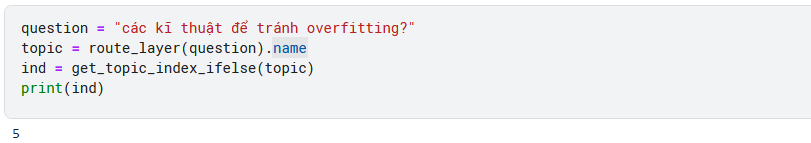 question = "các kĩ thuật để tránh overfitting?"
topic = route_layer(question).name
ind = get_topic_index_ifelse(topic)
print(ind)
5